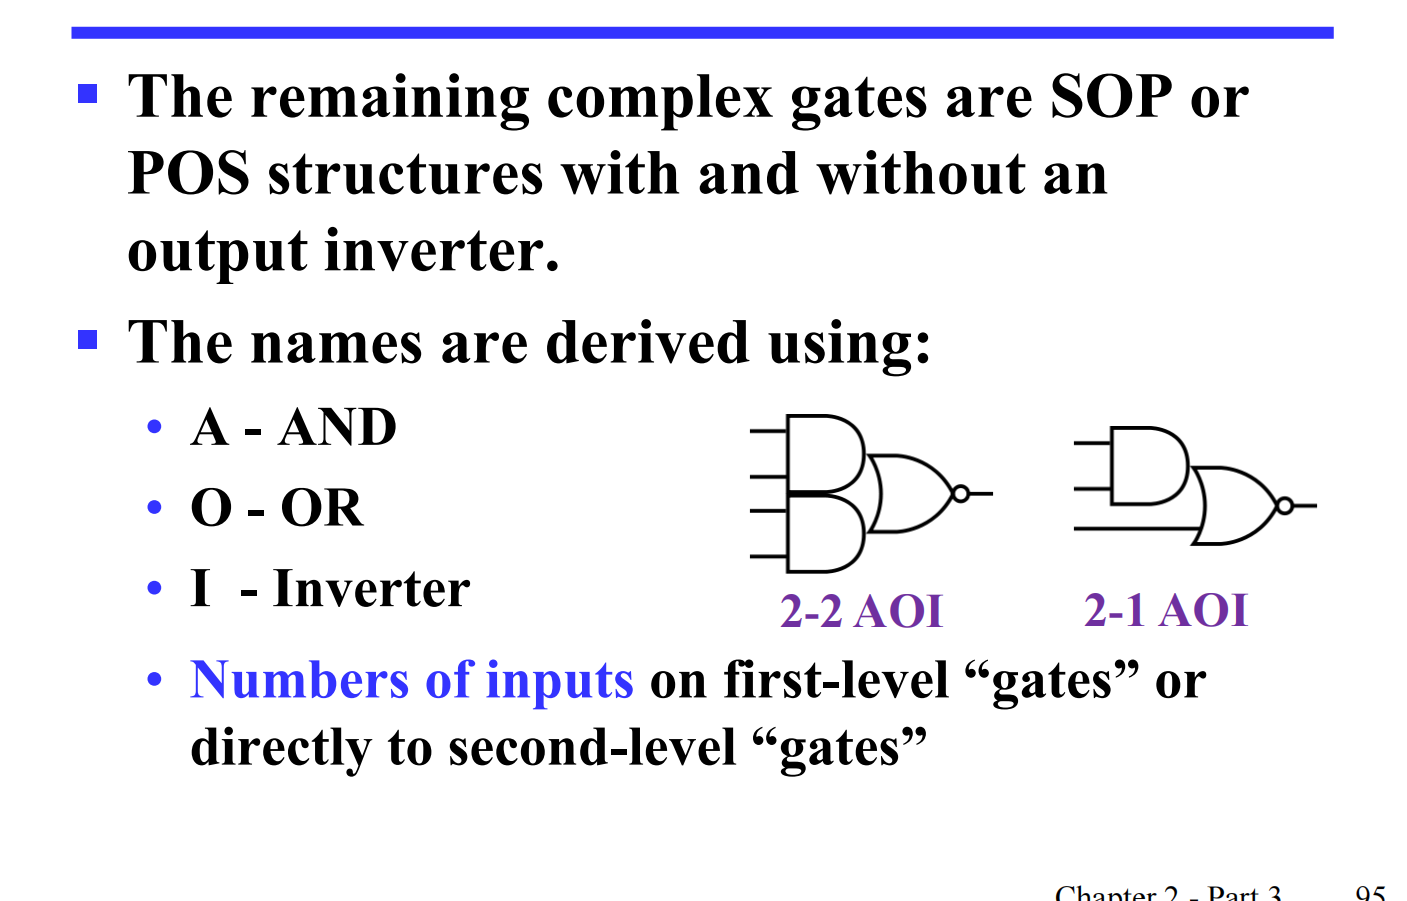 The remaining complex gates are SOP or
POS structures with and without an
output inverter.
The names are derived using:
A - AND
O - OR
I - Inverter
2-2 AOI
2-1 AOI
Numbers of inputs on first-level “gates” or
directly to second-level “gates”
Chapter 2 - Part 3 95